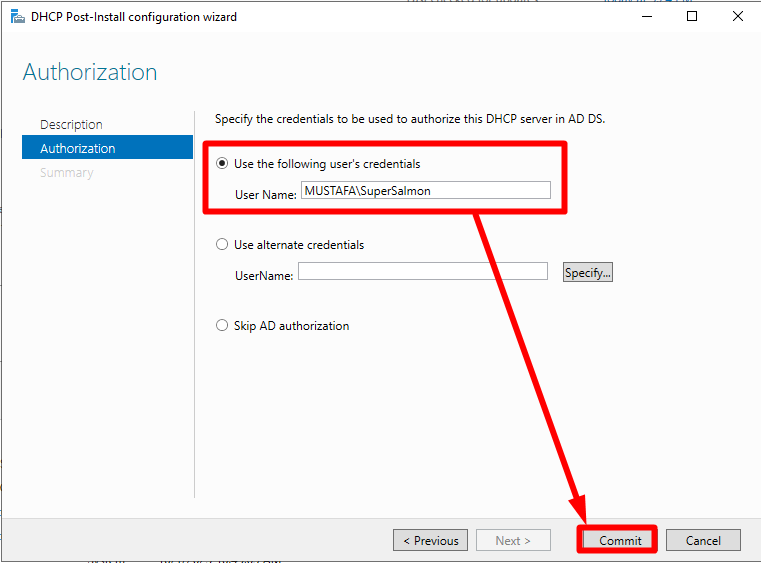 DHCP Post-Install configuration wizard
Authorization
Description
Authorization
Summary
Specify the credentials to be used to authorize this DHCP server in AD DS.
Use the following user's credentials
User Name: MUSTAFA\SuperSalmon
Use alternate credentials
UserName:
Specify...
Skip AD authorization
< Previous
Next >
Commit
Cancel